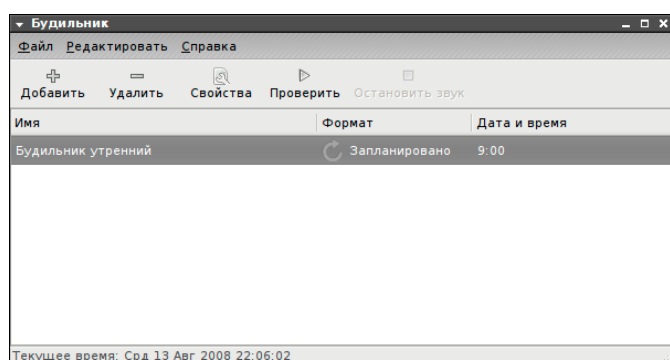 Будильник
Файл Редактировать Справка
Добавить Удалить Свойства Проверить Остановить звук
Имя Формат Дата и время
Будильник утренний Запланировано 9:00
Текущее время: Срд 13 Авг 2008 22:06:02